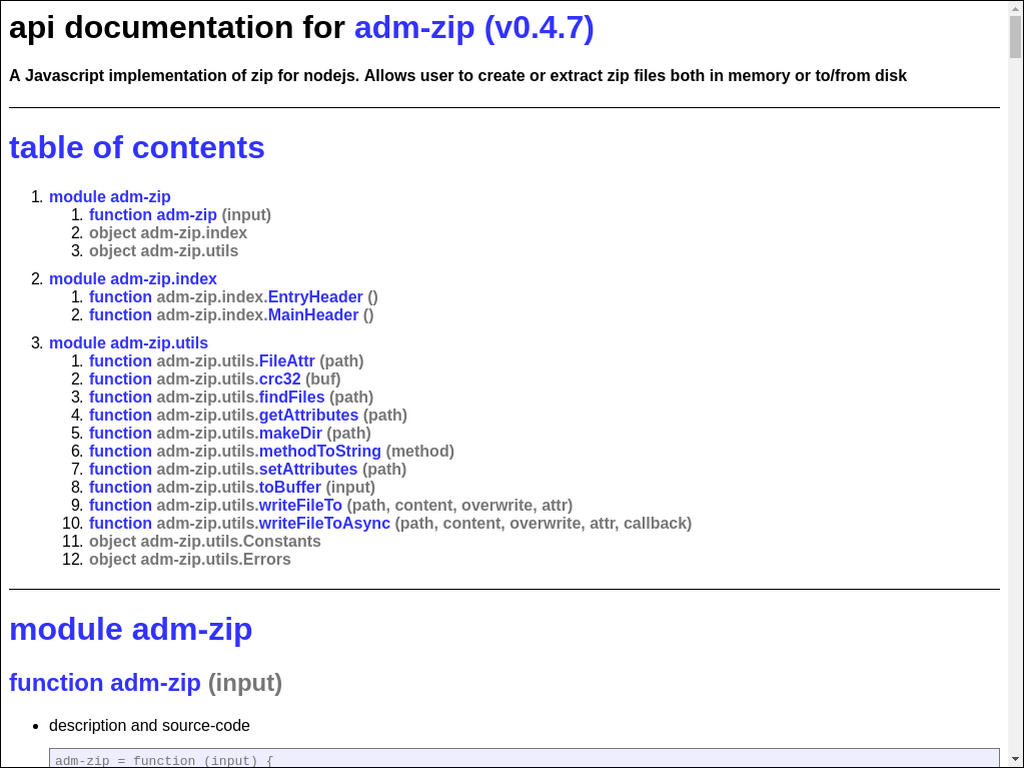 api documentation for adm-zip (v0.4.7)
A Javascript implementation of zip for nodejs. Allows user to create or extract zip files both in memory or to/from disk
table of contents
1. module adm-zip
1. function adm-zip (input)
2. object adm-zip.index
3. object adm-zip.utils
2. module adm-zip.index
1. function adm-zip.index.EntryHeader ()
2. function adm-zip.index.MainHeader ()
3. module adm-zip.utils
1. function adm-zip.utils.FileAttr (path)
2. function adm-zip.utils.crc32 (buf)
3. function adm-zip.utils.findFiles (path)
4. function adm-zip.utils.getAttributes (path)
5. function adm-zip.utils.makeDir (path)
6. function adm-zip.utils.methodToString (method)
7. function adm-zip.utils.setAttributes (path)
8. function adm-zip.utils.toBuffer (input)
9. function adm-zip.utils.writeFileTo (path, content, overwrite, attr)
10. function adm-zip.utils.writeFileToAsync (path, content, overwrite, attr, callback)
11. object adm-zip.utils.Constants
12. object adm-zip.utils.Errors
module adm-zip
function adm-zip (input)
• description and source-code
adm-zip = function (input) {